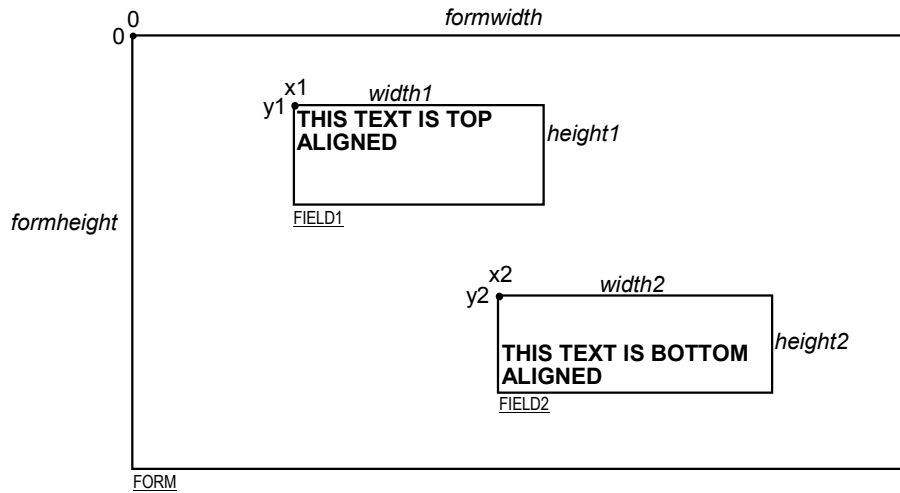 0
formwidth
0
x1
width1
y1
THIS TEXT IS TOP
ALIGNED
height1
FIELD1
formheight
x2
width2
y2
height2
THIS TEXT IS BOTTOM
ALIGNED
FIELD2
FORM